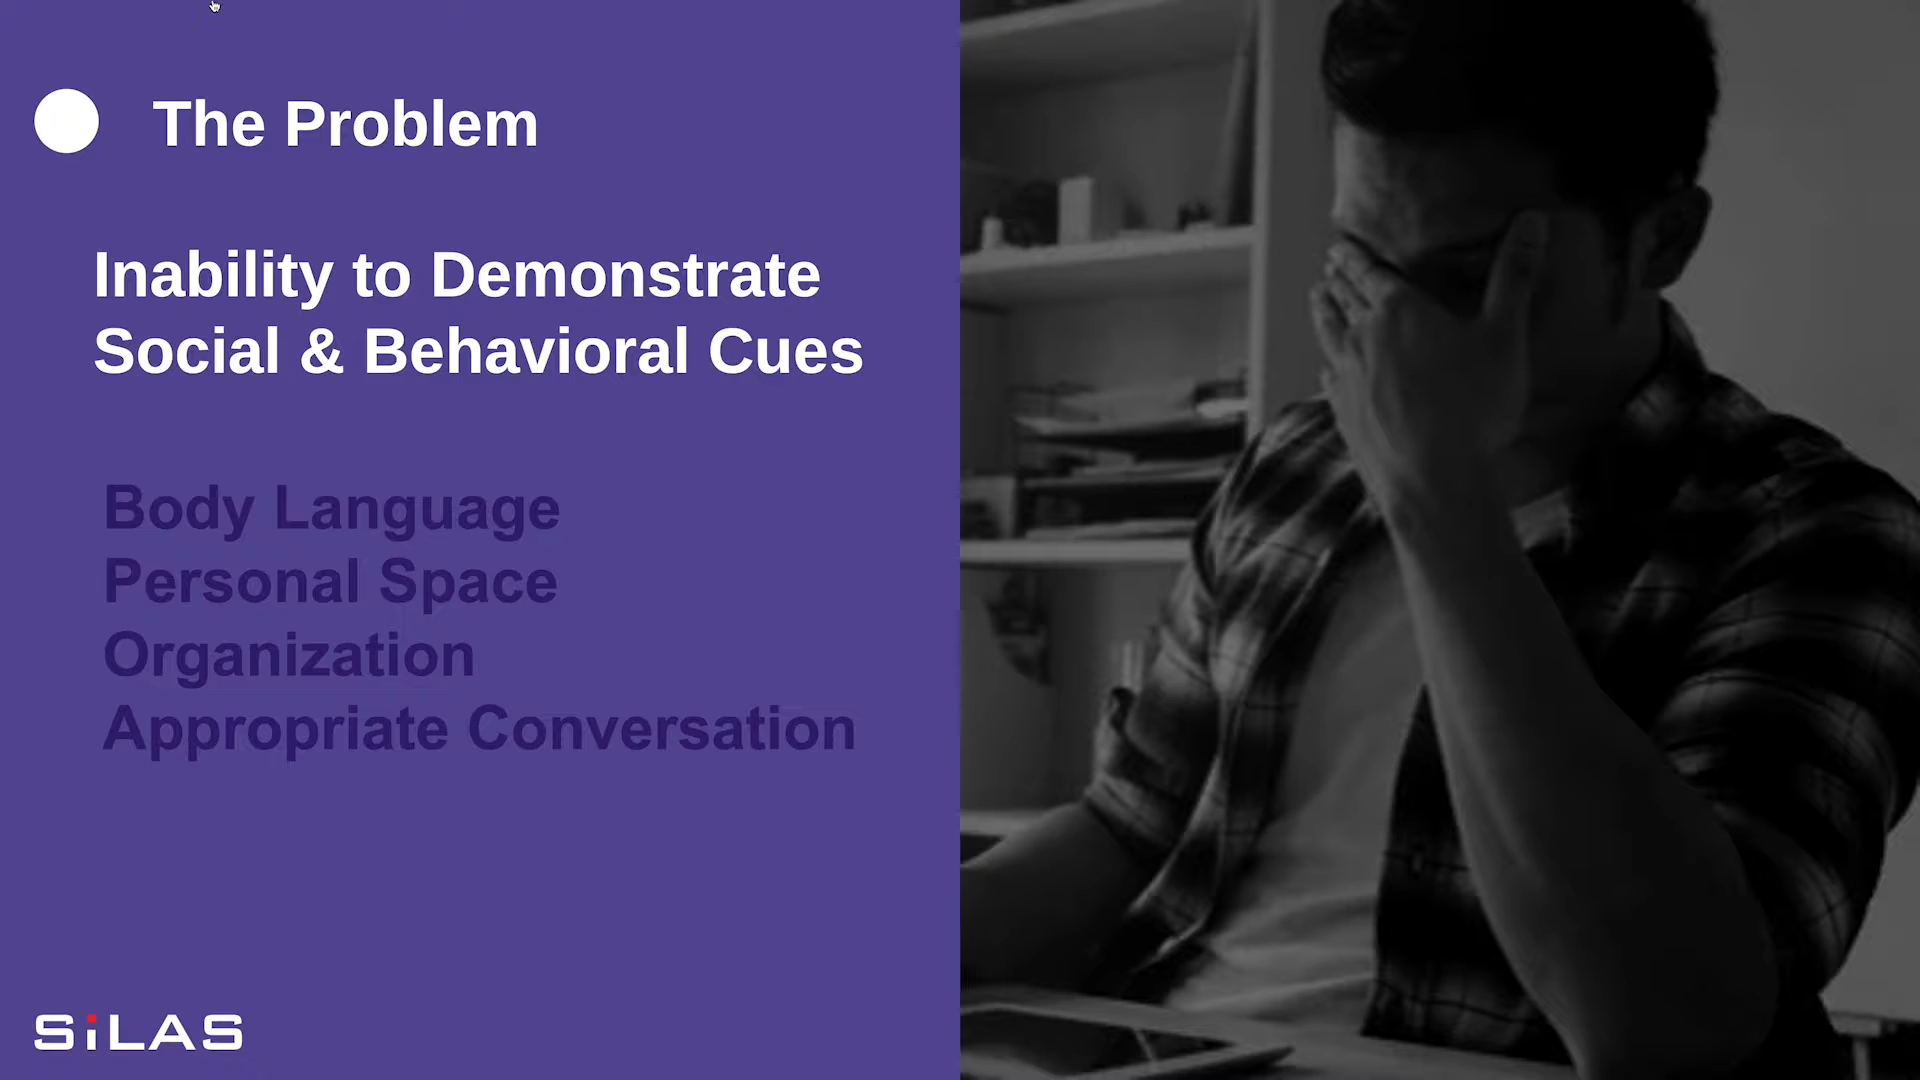 The Problem
Inability to Demonstrate
Social & Behavioral Cues
Body Language
Personal Space
Organization
Appropriate Conversation
SiLAS